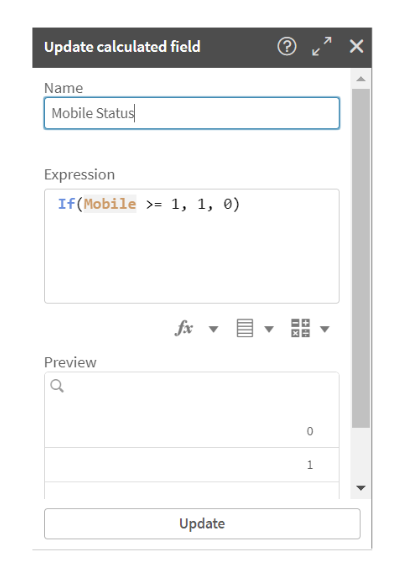 Update calculated field
Name
Mobile Status
Expression
If(Mobile >= 1, 1, 0)
fx
Preview
0
1
Update